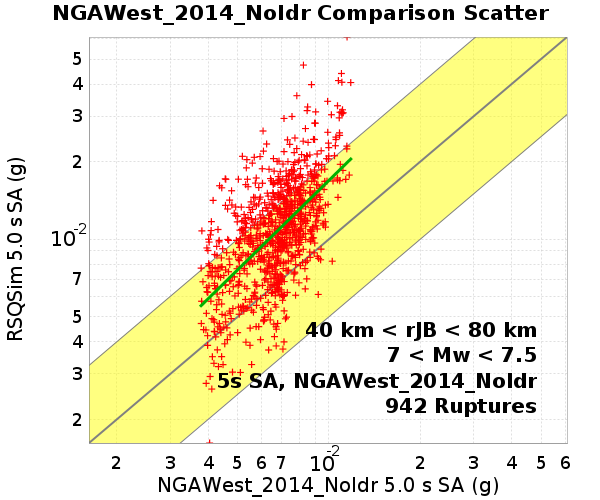 NGAWest_2014_NoIdr Comparison Scatter
RSQSim 5.0 s SA (g)
5
4
3
2
10-2
7
5
4
3
2
40 km < rJB < 80 km
7 < Mw < 7.5
5s SA, NGAWest_2014_NoIdr
942 Ruptures
2 3 4 5 6 7 10-2 2 3 4 5 6
NGAWest_2014_NoIdr 5.0 s SA (g)